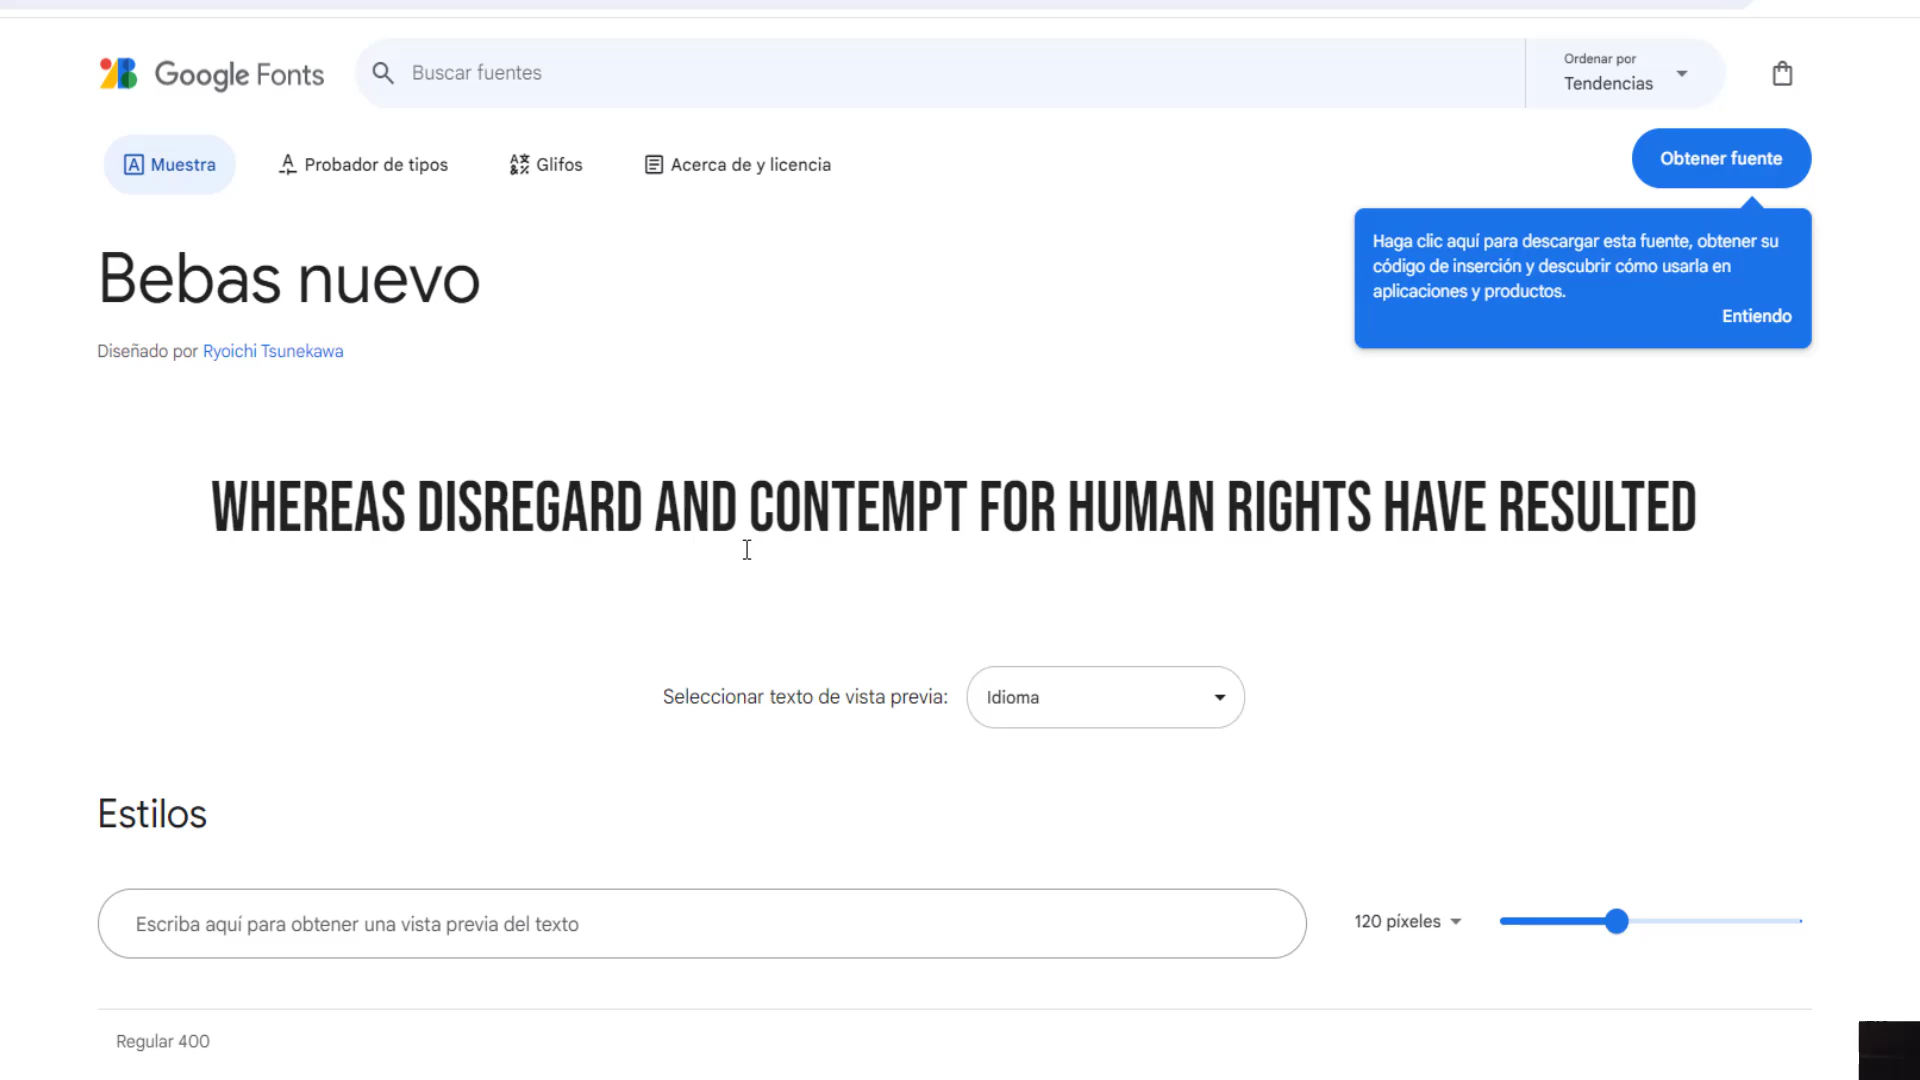 Google Fonts
Buscar fuentes
Ordenar por
Tendencias
Muestra
Probador de tipos
Glifos
Acerca de y licencia
Obtener fuente
Haga clic aquí para descargar esta fuente, obtener su
código de inserción y descubrir cómo usarla en
aplicaciones y productos.
Entiendo
Bebas nuevo
Diseñado por Ryoichi Tsunekawa
WHEREAS DISREGARD AND CONTEMPT FOR HUMAN RIGHTS HAVE RESULTED
Seleccionar texto de vista previa:
Idioma
Estilos
Escriba aquí para obtener una vista previa del texto
120 píxeles
Regular 400